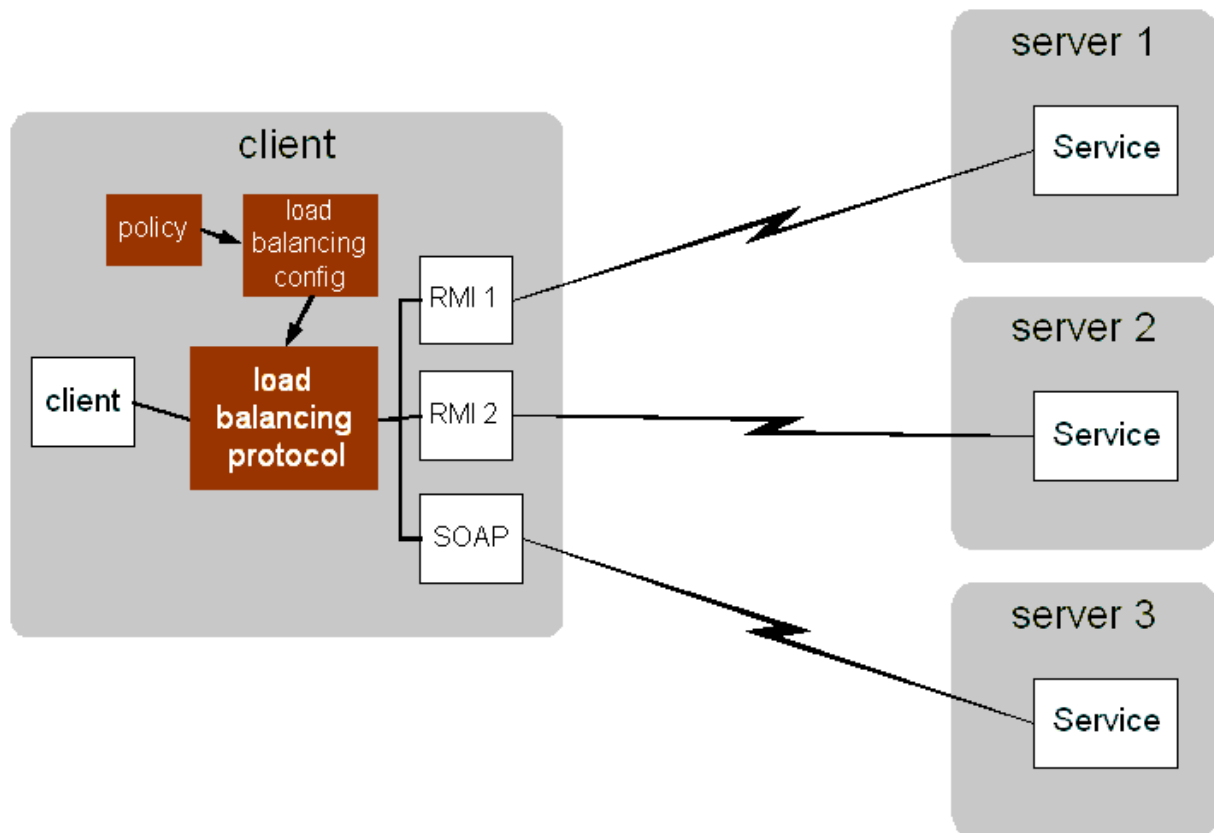 client
policy
load
balancing
config
client
load
balancing
protocol
RMI 1
RMI 2
SOAP
server 1
Service
server 2
Service
server 3
Service